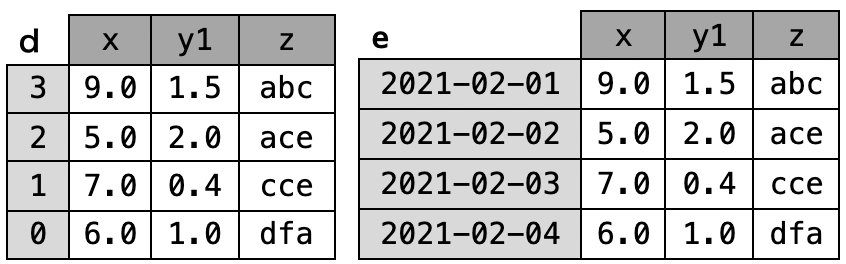 d x y1 z
3 9.0 1.5 abc
2 5.0 2.0 ace
1 7.0 0.4 cce
0 6.0 1.0 dfa
e x y1 z
2021-02-01 9.0 1.5 abc
2021-02-02 5.0 2.0 ace
2021-02-03 7.0 0.4 cce
2021-02-04 6.0 1.0 dfa